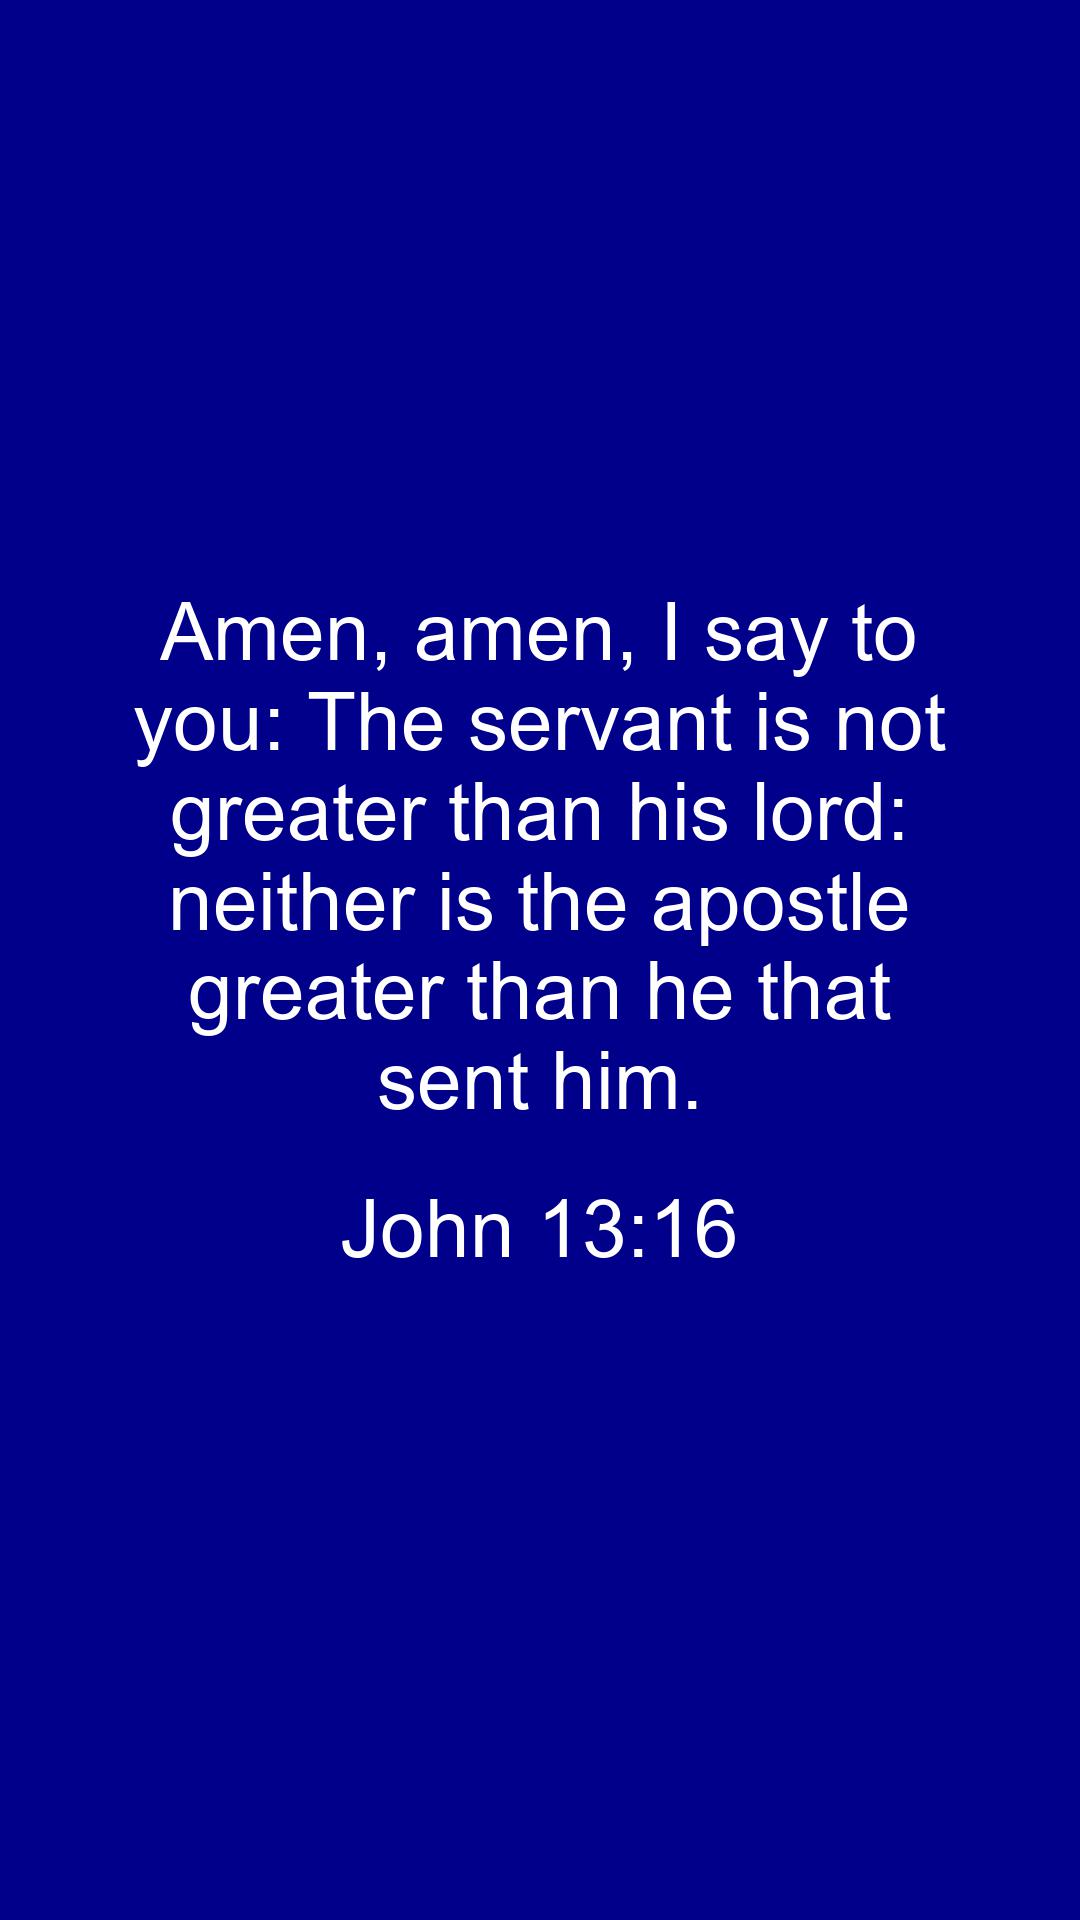 Amen, amen, I say to
you: The servant is not
greater than his lord:
neither is the apostle
greater than he that
sent him.
John 13:16